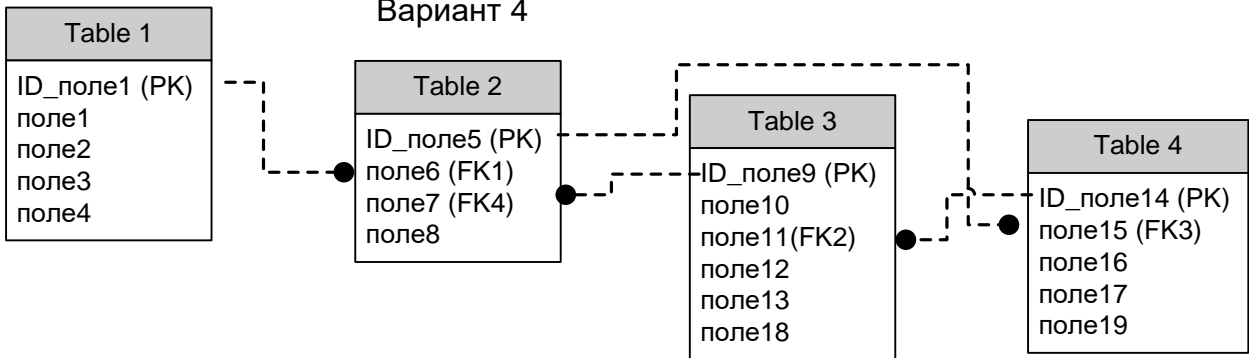 Вариант 4
Table 1
ID_поле1 (PK)
поле1
поле2
поле3
поле4
Table 2
ID_поле5 (PK)
поле6 (FK1)
поле7 (FK4)
поле8
Table 3
ID_поле9 (PK)
поле10
поле11(FK2)
поле12
поле13
поле18
Table 4
ID_поле14 (PK)
поле15 (FK3)
поле16
поле17
поле19